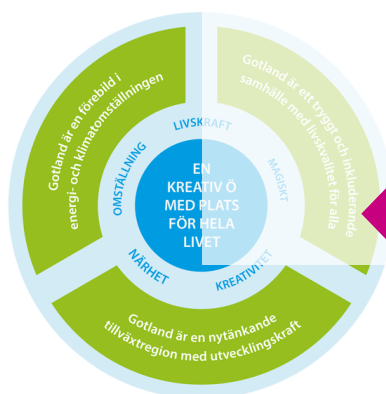 Gotland är en förebild i
energi- och klimatomställningen
Gotland är ett tryggt och inkluderande
samhälle med livskvalitet för alla
LIVSKRAFT
MAGISKT
KREATIVITET
NÄRHET
OMSTÄLLNING
EN
KREATIV Ö
MED PLATS
FÖR HELA
LIVET
Gotland är en nytänkande
tillväxtregion med utvecklingskraft